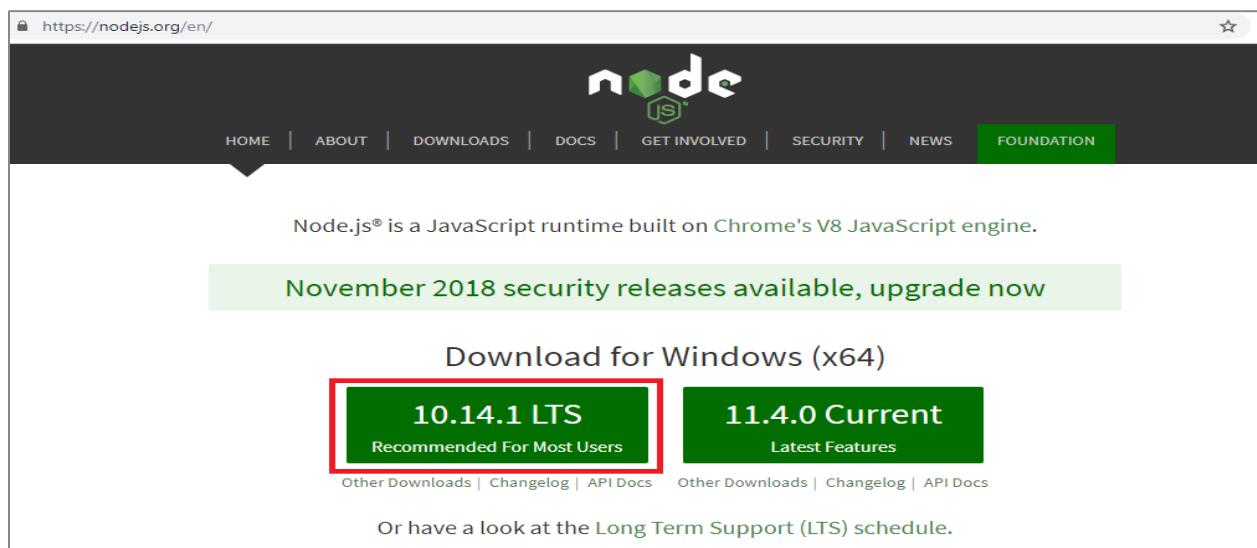 https://nodejs.org/en/
node
JS
HOME | ABOUT | DOWNLOADS | DOCS | GET INVOLVED | SECURITY | NEWS FOUNDATION
Node.js® is a JavaScript runtime built on Chrome's V8 JavaScript engine.
November 2018 security releases available, upgrade now
Download for Windows (x64)
10.14.1 LTS 11.4.0 Current
Recommended For Most Users Latest Features
Other Downloads | Changelog | API Docs Other Downloads | Changelog | API Docs
Or have a look at the Long Term Support (LTS) schedule.